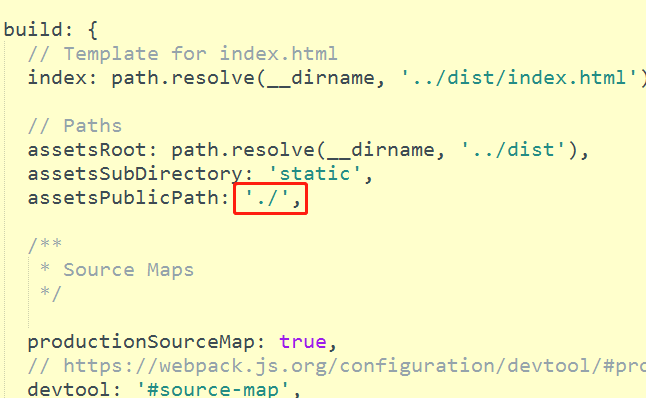 build: {
// Template for index.html
index: path.resolve(__dirname, '../dist/index.html')
// Paths
assetsRoot: path.resolve(__dirname, '../dist'),
assetsSubDirectory: 'static',
assetsPublicPath: './',
/**
* Source Maps
*/
productionSourceMap: true,
// https://webpack.js.org/configuration/devtool/#pro
devtool: '#source-map',